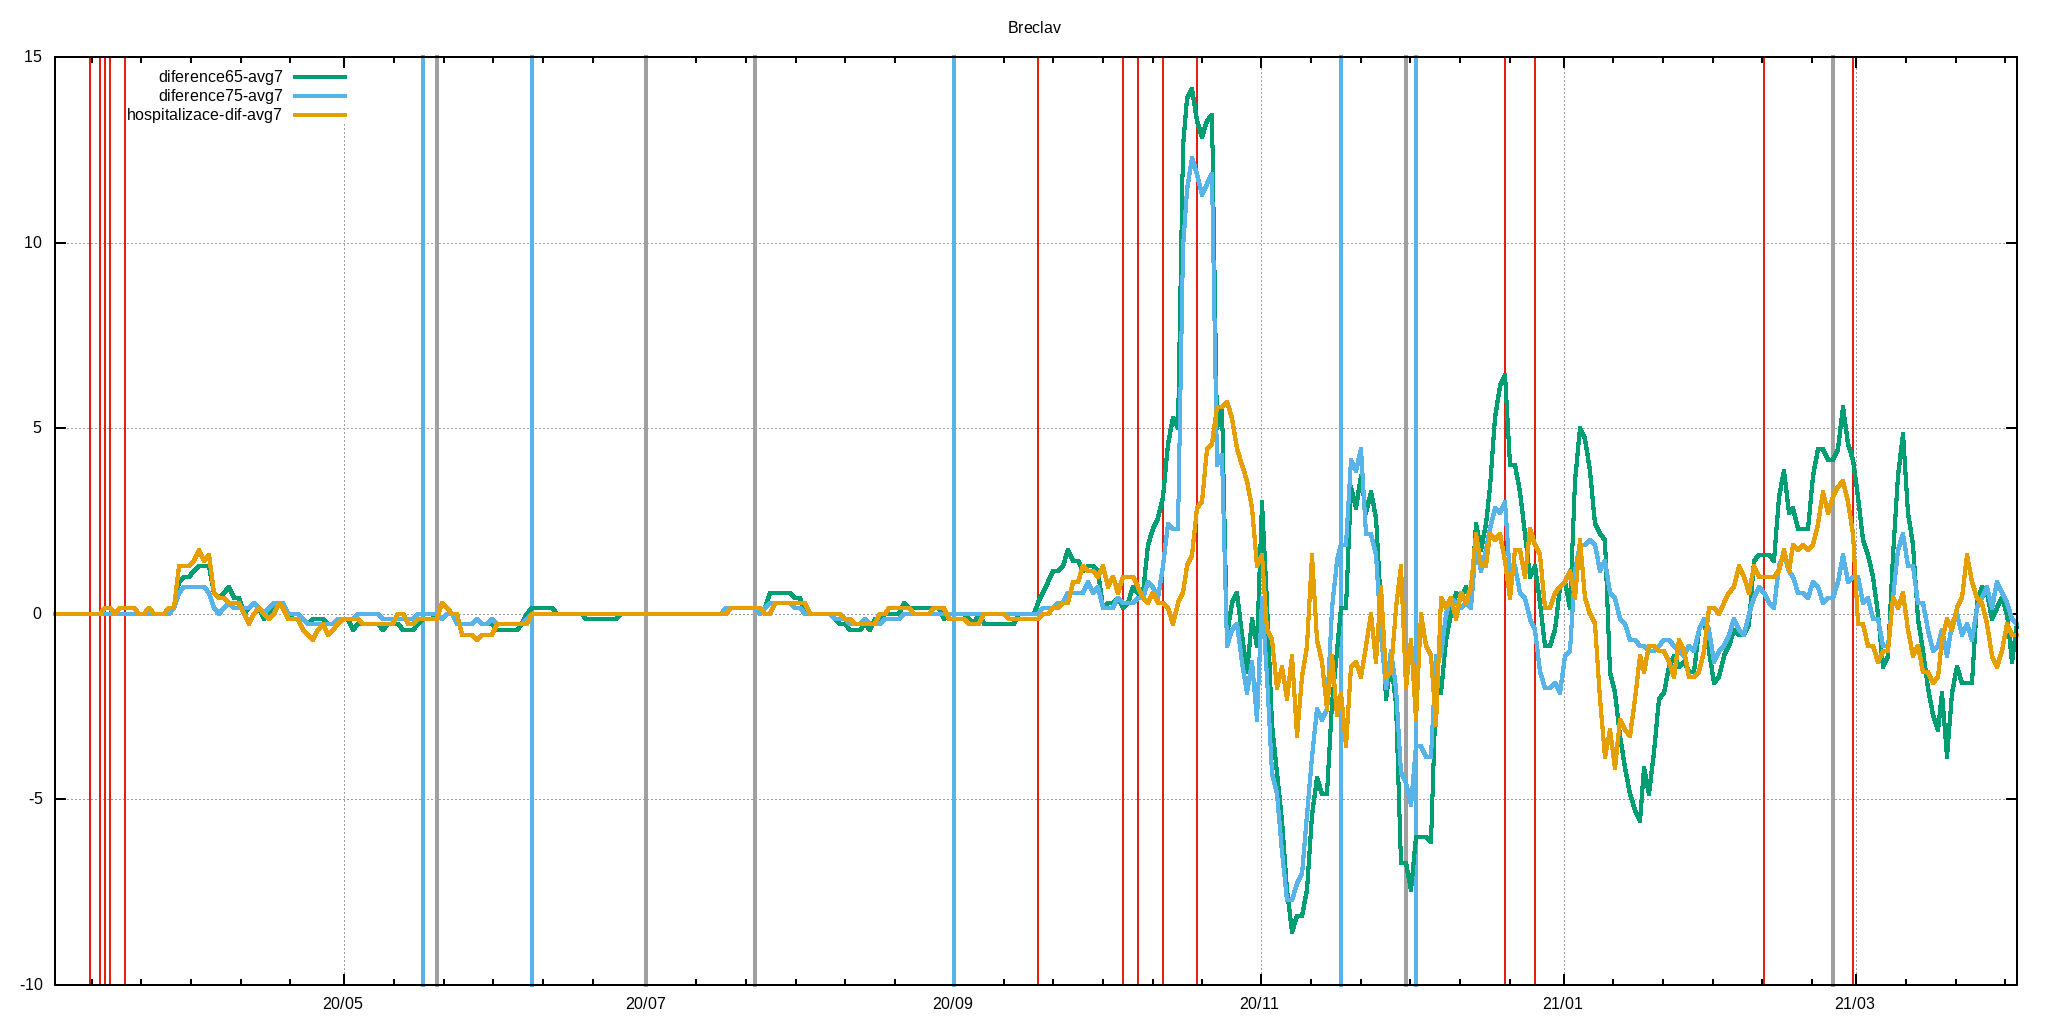 Breclav
15
diference65-avg7
diference75-avg7
hospitalizace-dif-avg7
10
5
0
-5
-10
20/05 20/07 20/09 20/11 21/01 21/03